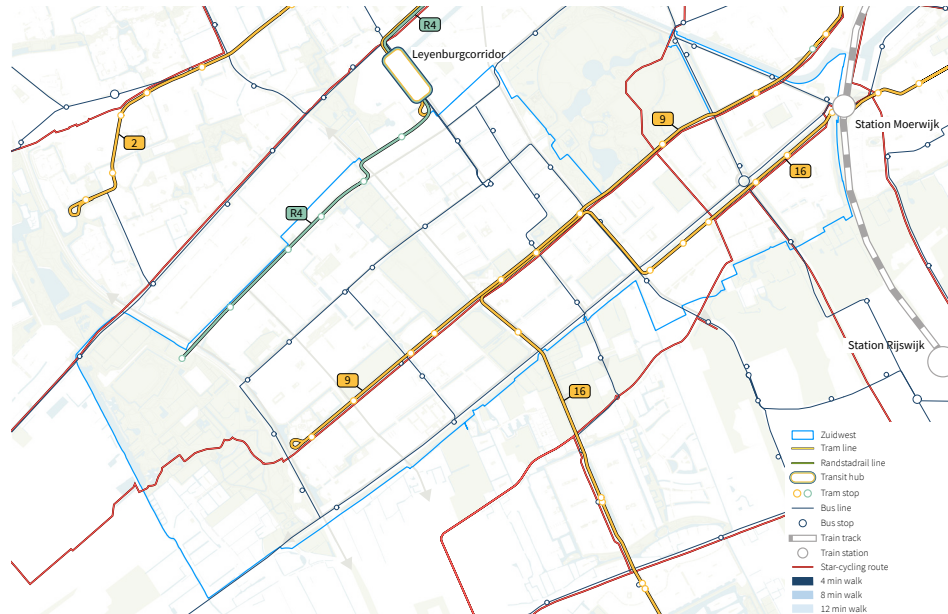 R4
Leyenburgcorridor
2
9
Station Moerwijk
16
R4
Station Rijswijk
9
16
Zuidwest
Tram line
Randstadrail line
Transit hub
Tram stop
Bus line
Bus stop
Train track
Train station
Star-cycling route
4 min walk
8 min walk
12 min walk